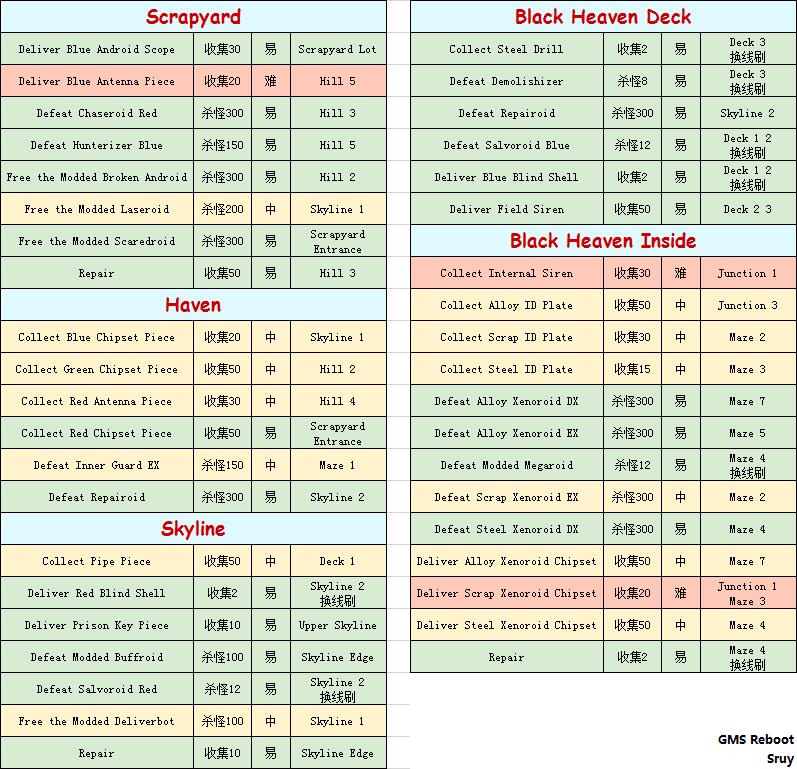 Scrapyard
Deliver Blue Android Scope 收集30 易 Scrapyard Lot
Deliver Blue Antenna Piece 收集20 难 Hill 5
Defeat Chaseroid Red 杀怪300 易 Hill 3
Defeat Hunterizer Blue 杀怪150 易 Hill 5
Free the Modded Broken Android 杀怪300 易 Hill 2
Free the Modded Laseroid 杀怪200 中 Skyline 1
Free the Modded Scaredroid 杀怪300 易 Scrapyard
Entrance
Repair 收集50 易 Hill 3
Haven
Collect Blue Chipset Piece 收集20 中 Skyline 1
Collect Green Chipset Piece 收集50 中 Hill 2
Collect Red Antenna Piece 收集30 中 Hill 4
Collect Red Chipset Piece 收集50 易 Scrapyard
Entrance
Defeat Inner Guard EX 杀怪150 中 Maze 1
Defeat Repairoid 杀怪300 易 Skyline 2
Skyline
Collect Pipe Piece 收集50 中 Deck 1
Deliver Red Blind Shell 收集2 易 Skyline 2
换线刷
Deliver Prison Key Piece 收集10 易 Upper Skyline
Defeat Modded Buffroid 杀怪100 易 Skyline Edge
Defeat Salvoroid Red 杀怪12 易 Skyline 2
换线刷
Free the Modded Deliverbot 杀怪100 中 Skyline 1
Repair 收集10 易 Skyline Edge
Black Heaven Deck
Collect Steel Drill 收集2 易 Deck 3
换线刷
Defeat Demolishizer 杀怪8 易 Deck 3
换线刷
Defeat Repairoid 杀怪300 易 Skyline 2
Defeat Salvoroid Blue 杀怪12 易 Deck 1 2
换线刷
Deliver Blue Blind Shell 收集2 易 Deck 1 2
换线刷
Deliver Field Siren 收集50 易 Deck 2 3
Black Heaven Inside
Collect Internal Siren 收集30 难 Junction 1
Collect Alloy ID Plate 收集50 中 Junction 3
Collect Scrap ID Plate 收集30 中 Maze 2
Collect Steel ID Plate 收集15 中 Maze 3
Defeat Alloy Xenoroid DX 杀怪300 易 Maze 7
Defeat Alloy Xenoroid EX 杀怪300 易 Maze 5
Defeat Modded Megaroid 杀怪12 易 Maze 4
换线刷
Defeat Scrap Xenoroid EX 杀怪300 中 Maze 2
Defeat Steel Xenoroid DX 杀怪300 易 Maze 4
Deliver Alloy Xenoroid Chipset 收集50 中 Maze 7
Deliver Scrap Xenoroid Chipset 收集20 难 Junction 1
Maze 3
Deliver Steel Xenoroid Chipset 收集50 中 Maze 4
Repair 收集2 易 Maze 4
换线刷
GMS Reboot
Sruy